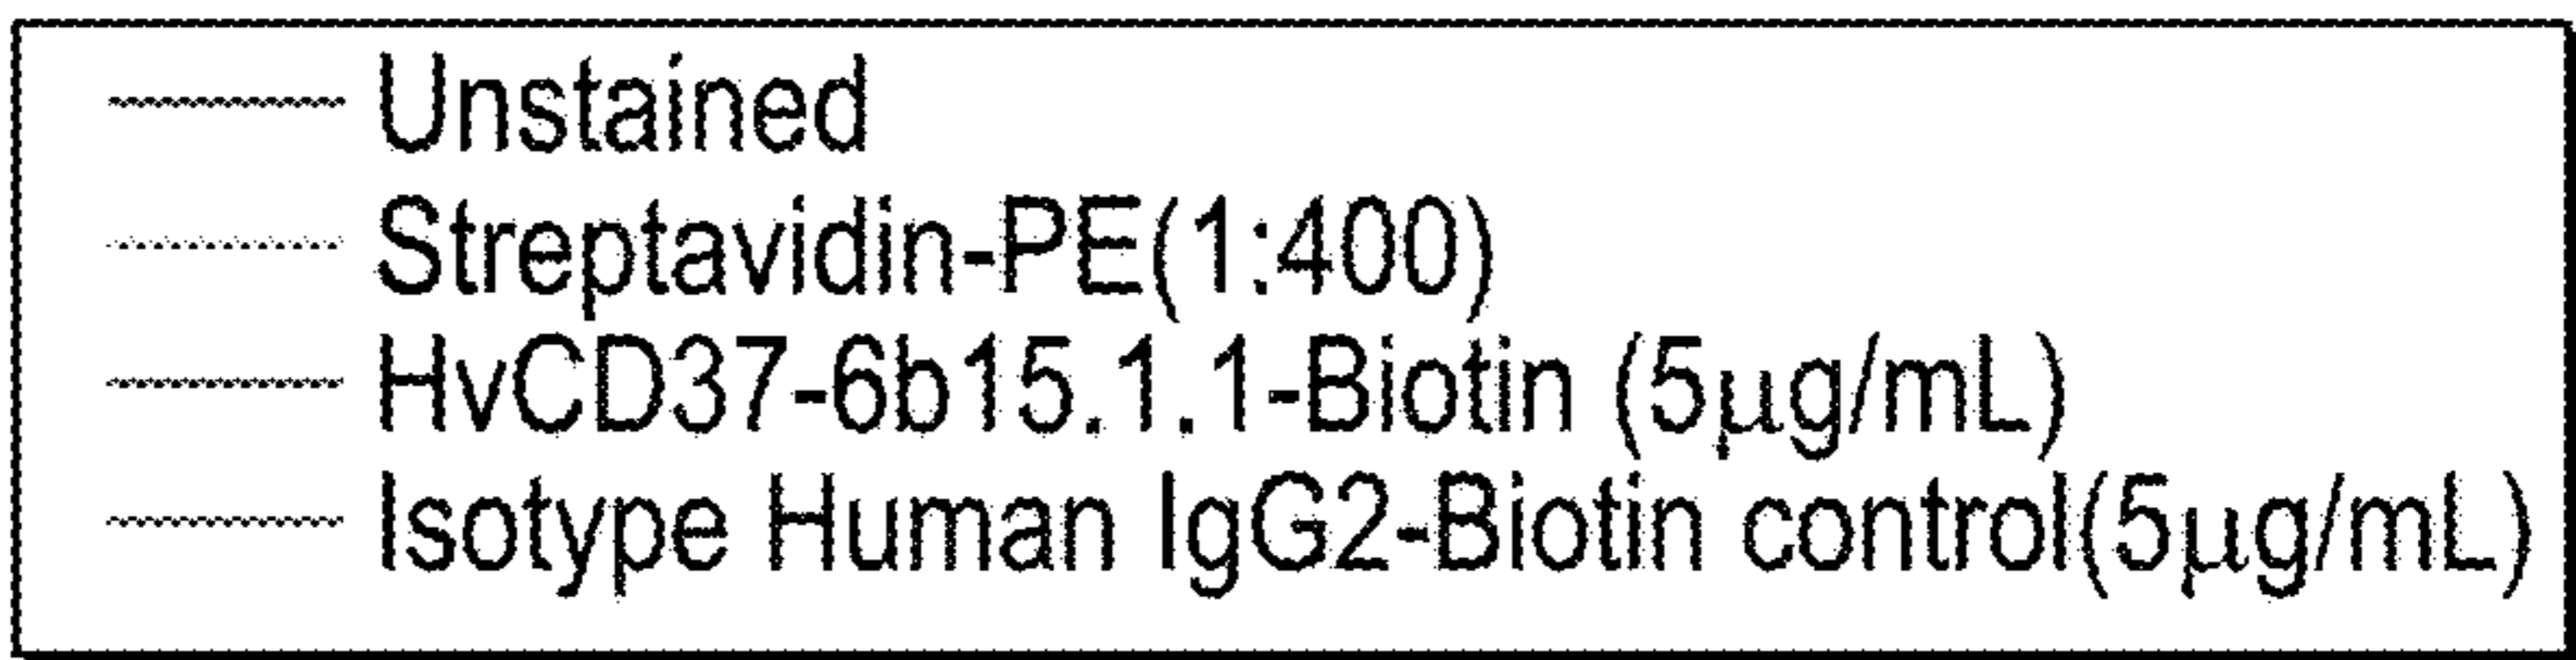 Unstained
Streptavidin-PE(1:400)
HvCD37-6b15.1.1-Biotin (5µg/mL)
Isotype Human IgG2-Biotin control(5µg/mL)